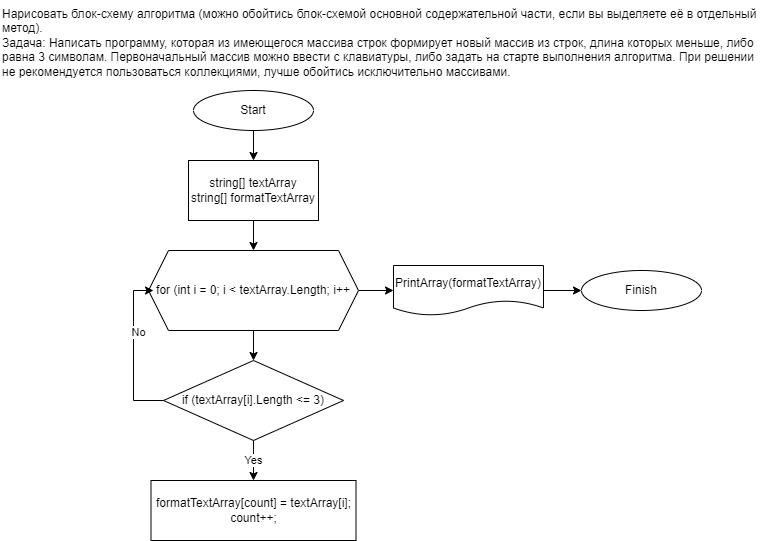 Нарисовать блок-схему алгоритма (можно обойтись блок-схемой основной содержательной части, если вы выделяете её в отдельный
метод).
Задача: Написать программу, которая из имеющегося массива строк формирует новый массив из строк, длина которых меньше, либо
равна 3 символам. Первоначальный массив можно ввести с клавиатуры, либо задать на старте выполнения алгоритма. При решении
не рекомендуется пользоваться коллекциями, лучше обойтись исключительно массивами.
Start
string[] textArray
string[] formatTextArray
for (int i = 0; i < textArray.Length; i++
PrintArray(formatTextArray)
Finish
No
if (textArray[i].Length <= 3)
Yes
formatTextArray[count] = textArray[i];
count++;